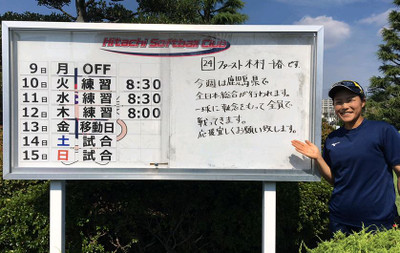 Hitachi Softball Club
9日 月 OFF
10日 火 練習 8:30
11日 水 練習 8:30
12日 木 練習 8:00
13日 金 移動日
14日 土 試合
15日 日 試合
24 ファースト 木村 です。
今週は鹿児島県で
全日本総合が行われます。
一球に執念をもって全員で
戦ってきます。
応援宜しくお願い致します。